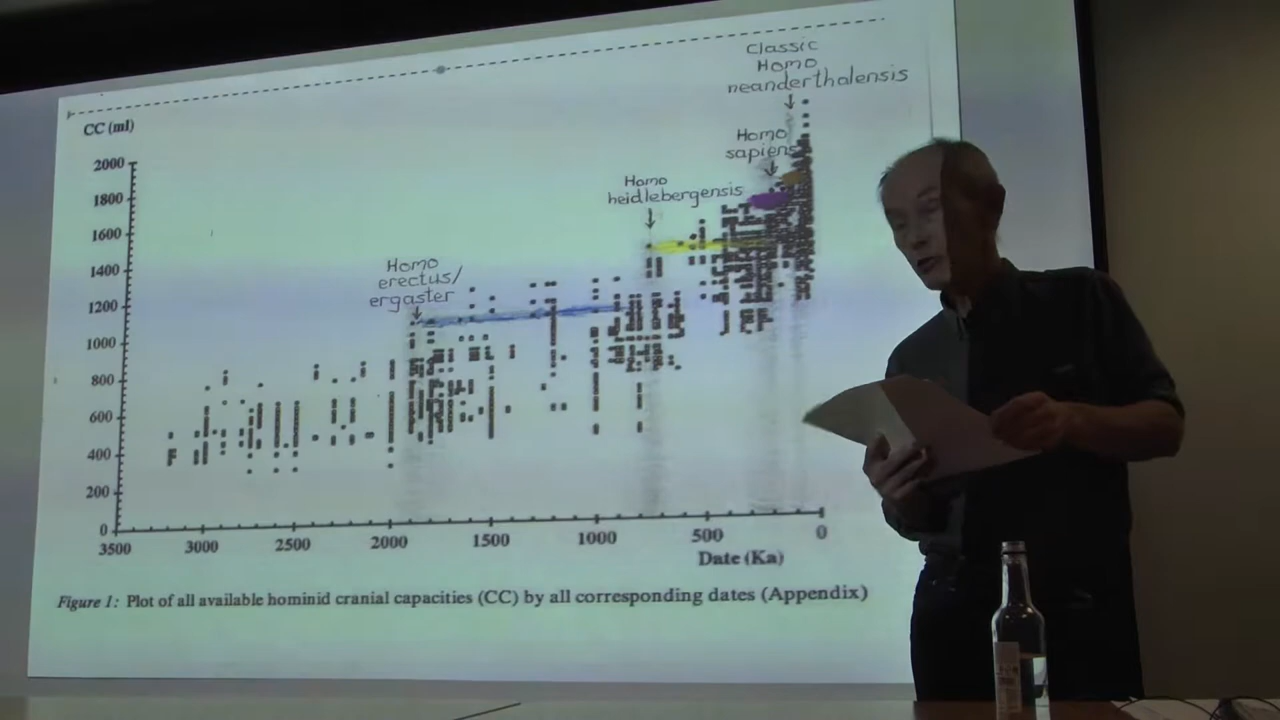 Classic
Homo
neanderthalensis
CC (ml)
Homo
sapiens
Homo
heidlebergensis
Homo
erectus/
ergaster
2000
1800
1600
1400
1200
1000
800
600
400
200
0
3500 3000 2500 2000 1500 1000 500 0
Date (Ka)
Figure 1: Plot of all available hominid cranial capacities (CC) by all corresponding dates (Appendix)